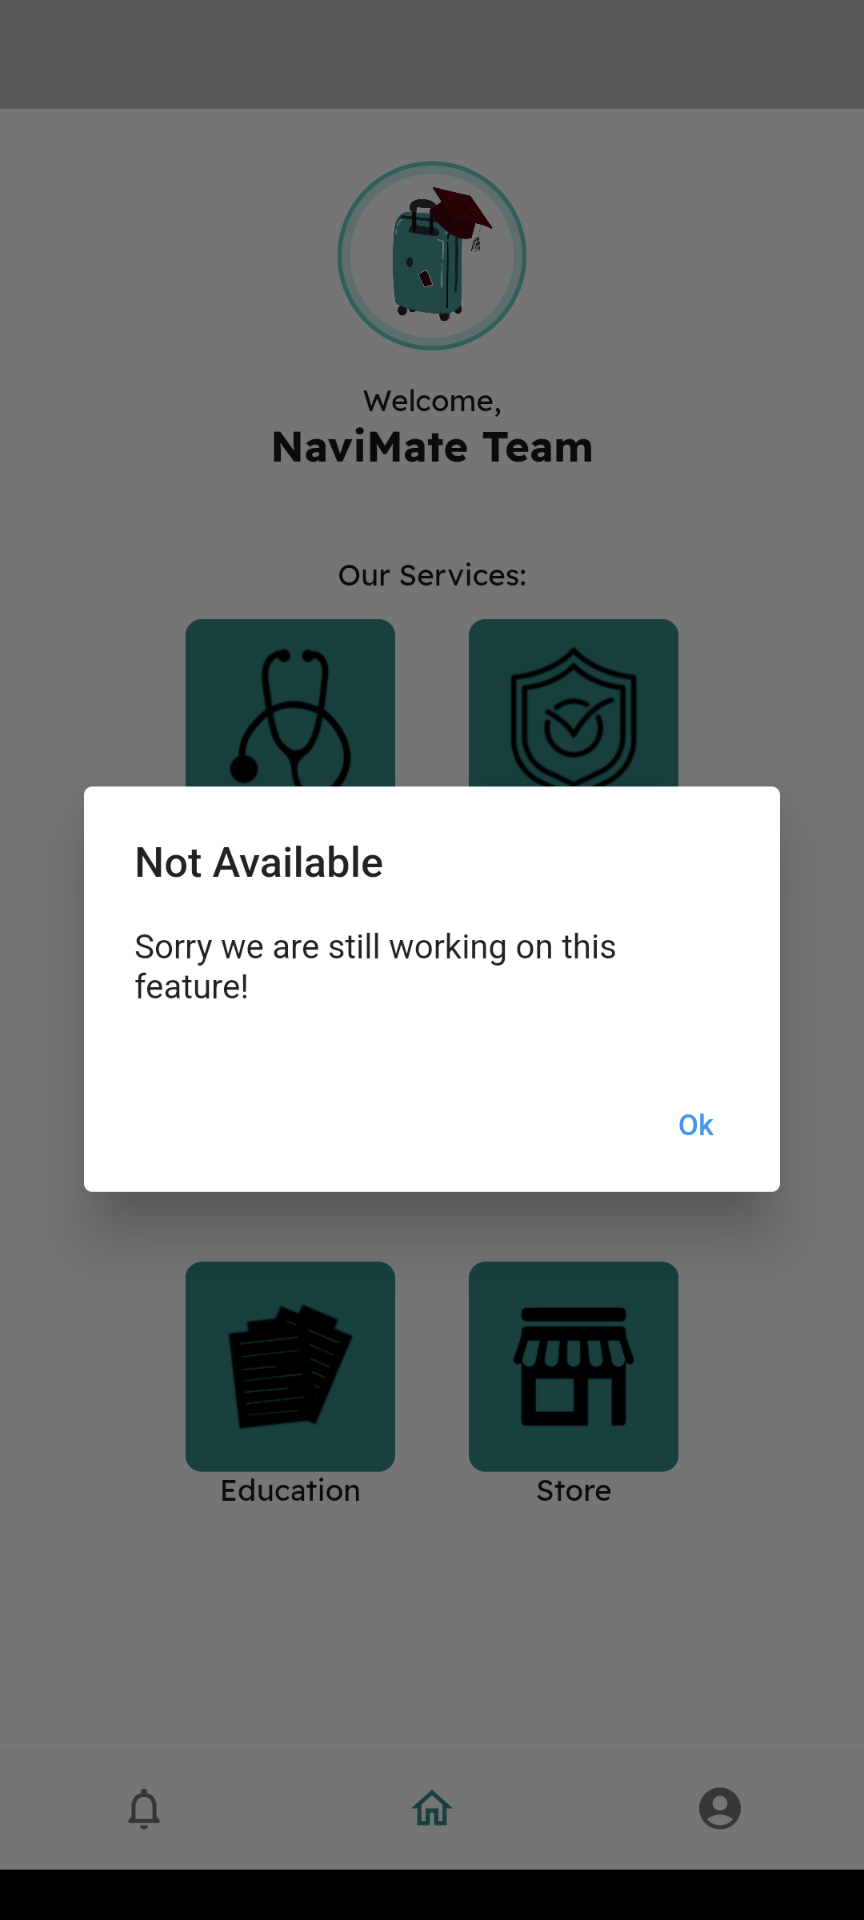 Welcome,
NaviMate Team
Our Services:
Not Available
Sorry we are still working on this
feature!
Ok
Education
Store